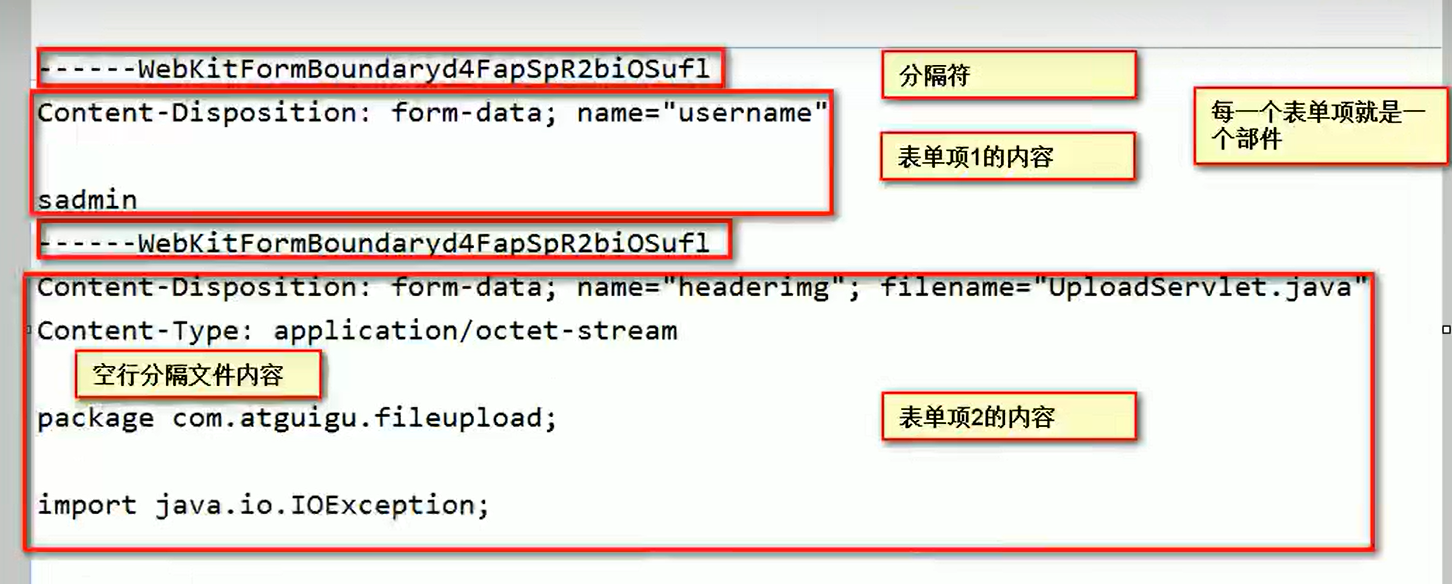 ------WebKitFormBoundaryd4FapSpR2biOSufl
分隔符
Content-Disposition: form-data; name="username"
每一个表单项就是一
个部件
表单项1的内容
sadmin
------WebKitFormBoundaryd4FapSpR2biOSufl
Content-Disposition: form-data; name="headerimg"; filename="UploadServlet.java"
Content-Type: application/octet-stream
空行分隔文件内容
package com.atguigu.fileupload;
表单项2的内容
import java.io.IOException;